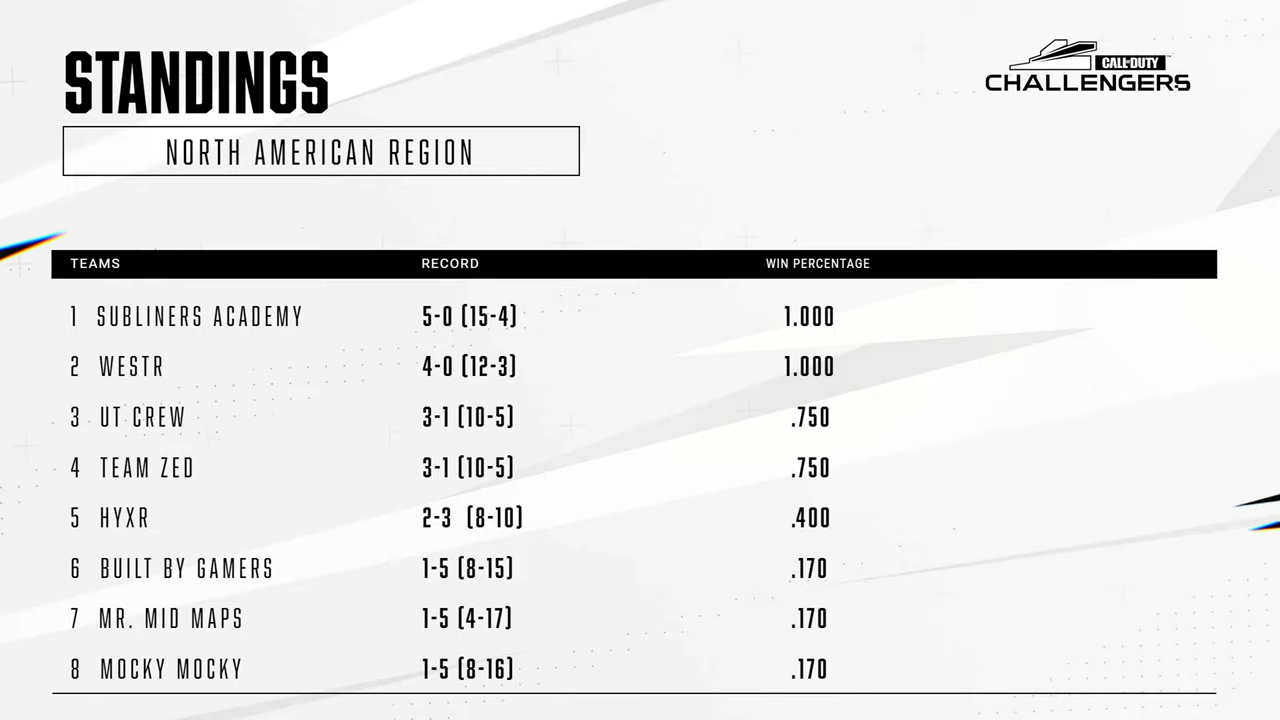 STANDINGS
CALL OF DUTY
CHALLENGERS
NORTH AMERICAN REGION
TEAMS RECORD WIN PERCENTAGE
1 SUBLINERS ACADEMY 5-0 (15-4) 1.000
2 WESTR 4-0 (12-3) 1.000
3 UT CREW 3-1 (10-5) .750
4 TEAM ZED 3-1 (10-5) .750
5 HYXR 2-3 (8-10) .400
6 BUILT BY GAMERS 1-5 (8-15) .170
7 MR. MID MAPS 1-5 (4-17) .170
8 MOCKY MOCKY 1-5 (8-16) .170